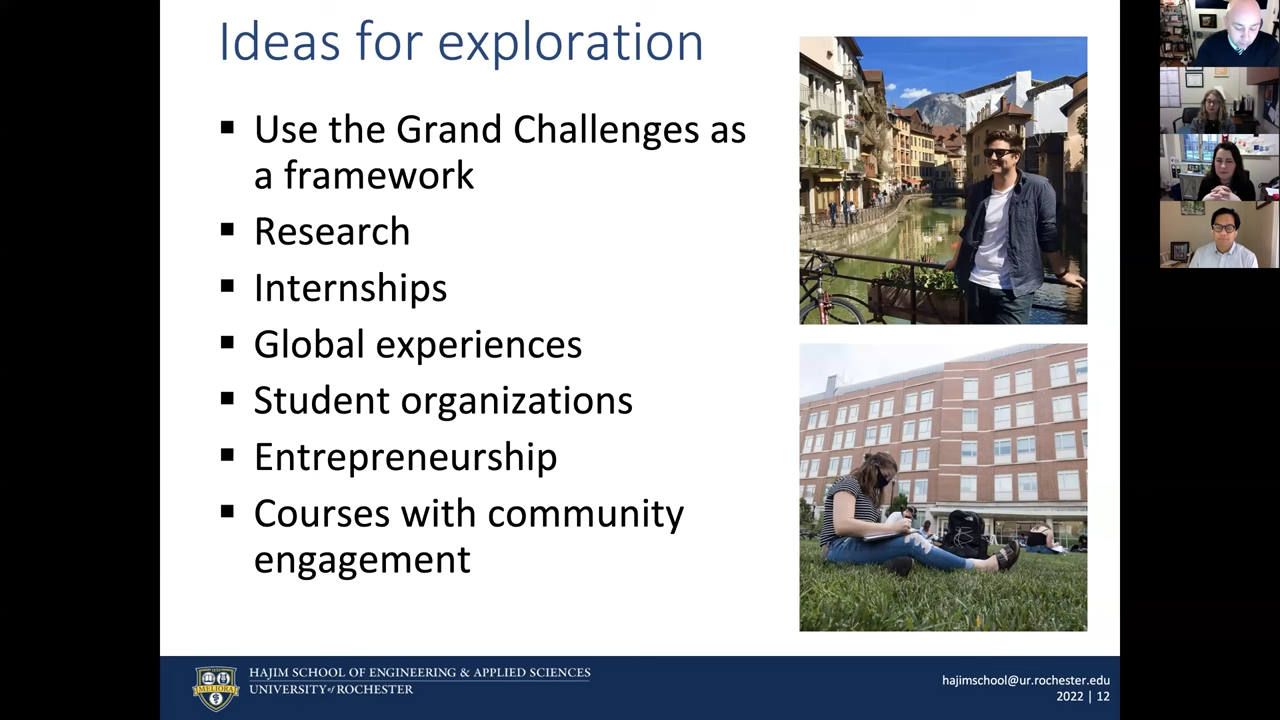 Ideas for exploration
▪ Use the Grand Challenges as
a framework
▪ Research
▪ Internships
▪ Global experiences
▪ Student organizations
▪ Entrepreneurship
▪ Courses with community
engagement
MELIORA
HAJIM SCHOOL OF ENGINEERING & APPLIED SCIENCES
UNIVERSITY of ROCHESTER
hajimschool@ur.rochester.edu
2022 | 12